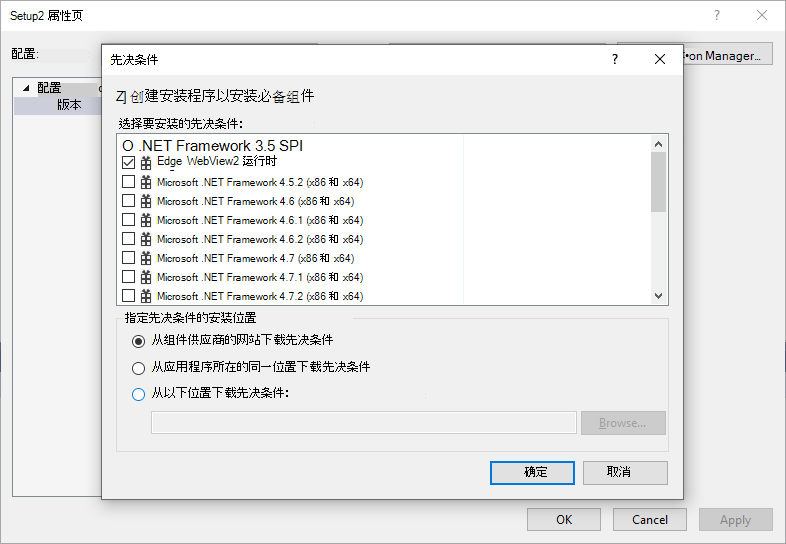 Setup2 属性页
配置:
on Manager...
配置
版本
先决条件
创建安装程序以安装必备组件
选择要安装的先决条件:
O .NET Framework 3.5 SPI
Edge WebView2 运行时
Microsoft .NET Framework 4.5.2 (x86 和 x64)
Microsoft .NET Framework 4.6 (x86 和 x64)
Microsoft .NET Framework 4.6.1 (x86 和 x64)
Microsoft .NET Framework 4.6.2 (x86 和 x64)
Microsoft .NET Framework 4.7 (x86 和 x64)
Microsoft .NET Framework 4.7.1 (x86 和 x64)
Microsoft .NET Framework 4.7.2 (x86 和 x64)
指定先决条件的安装位置
从组件供应商的网站下载先决条件
从应用程序所在的同一位置下载先决条件
从以下位置下载先决条件:
Browse...
确定
取消
OK
Cancel
Apply